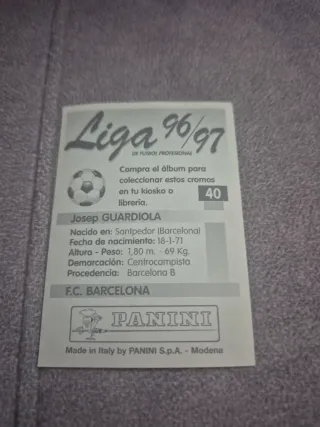 Liga 96/97
DE FUTBOL PROFESIONAL
Compra el álbum para
coleccionar estos cromos
en tu kiosko o
librería.
40
Josep GUARDIOLA
Nacido en: Santpedor (Barcelona)
Fecha de nacimiento: 18-1-71
Altura - Peso: 1,80 m. - 69 Kg.
Demarcación: Centrocampista
Procedencia: Barcelona B
F.C. BARCELONA
PANINI
Made in Italy by PANINI S.p.A. - Modena